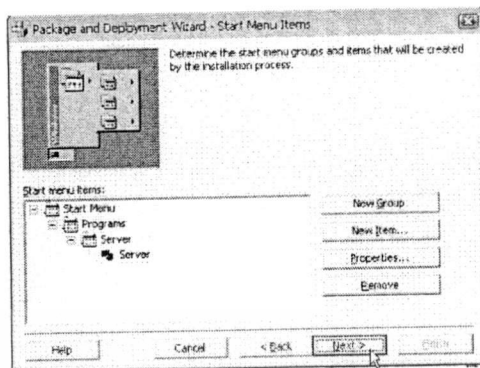 Package and Deployment Wizard - Start Menu Items
Determine the start menu groups and items that will be created
by the installation process.
Start menu items:
Start Menu
Programs
Server
Server
New Group
New Item...
Properties...
Remove
Help
Cancel
< Back
Next >
Finish